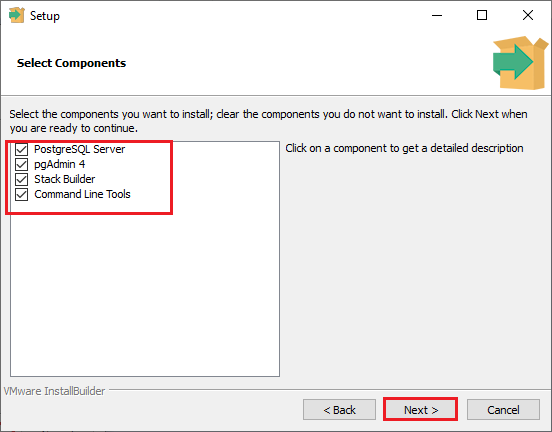 Setup
Select Components
Select the components you want to install; clear the components you do not want to install. Click Next when
you are ready to continue.
PostgreSQL Server
pgAdmin 4
Stack Builder
Command Line Tools
Click on a component to get a detailed description
VMware InstallBuilder
< Back
Next >
Cancel